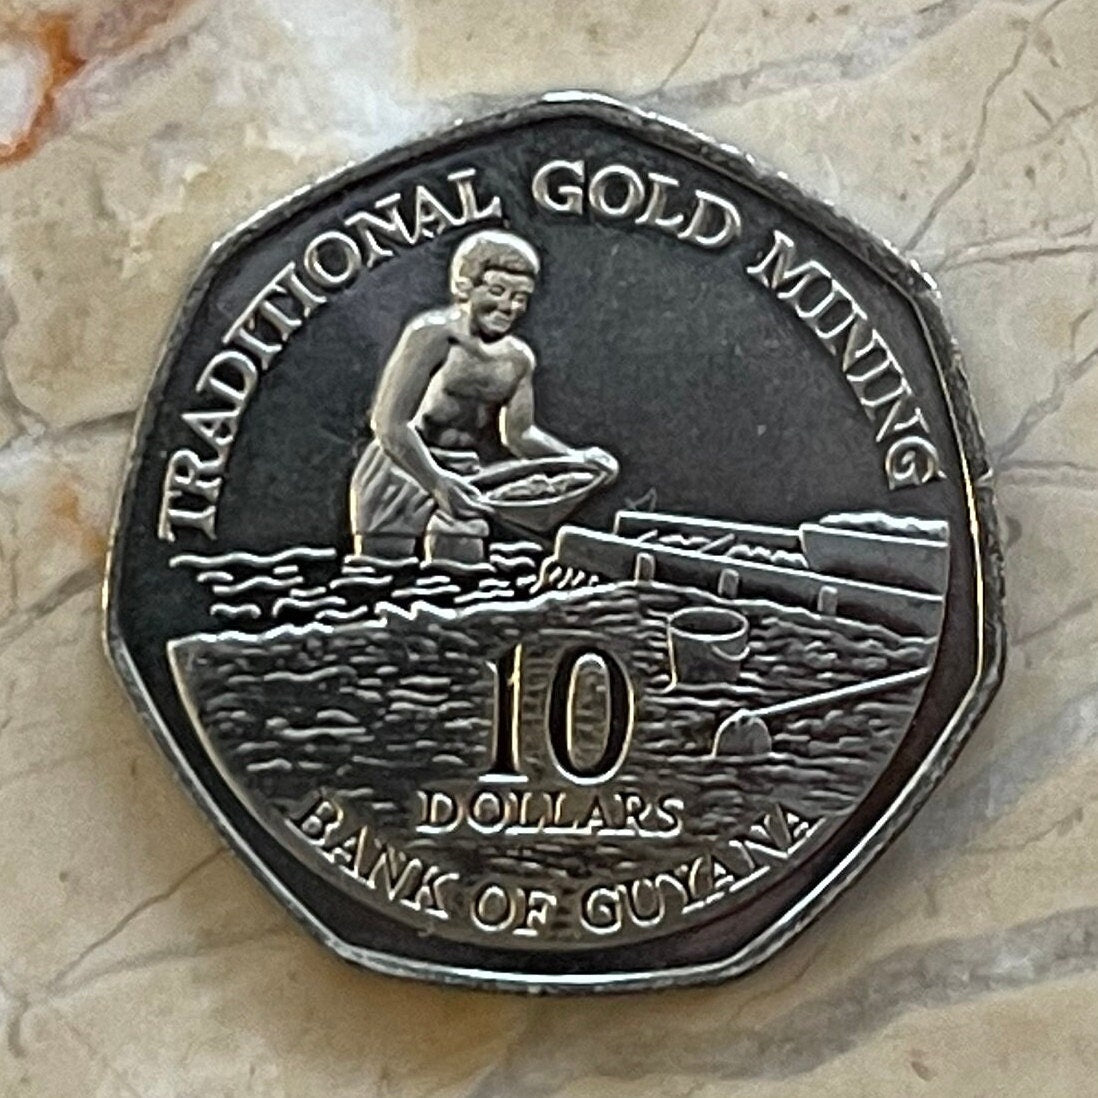 TRADITIONAL GOLD MINING
10
DOLLARS
BANK OF GUYANA